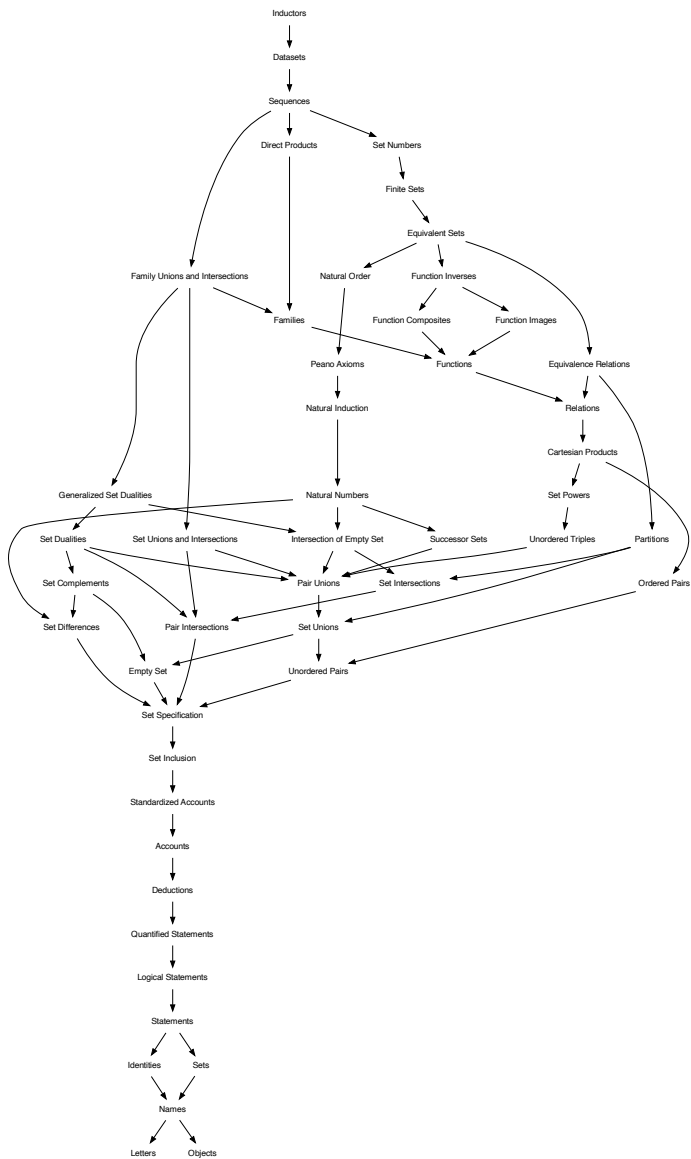 Inductors
Datasets
Sequences
Direct Products
Set Numbers
Finite Sets
Equivalent Sets
Family Unions and Intersections
Natural Order
Function Inverses
Families
Function Composites
Function Images
Peano Axioms
Functions
Equivalence Relations
Natural Induction
Relations
Cartesian Products
Generalized Set Dualities
Natural Numbers
Set Powers
Set Dualities
Set Unions and Intersections
Intersection of Empty Set
Successor Sets
Unordered Triples
Partitions
Set Complements
Pair Unions
Set Intersections
Ordered Pairs
Set Differences
Pair Intersections
Set Unions
Empty Set
Unordered Pairs
Set Specification
Set Inclusion
Standardized Accounts
Accounts
Deductions
Quantified Statements
Logical Statements
Statements
Identities
Sets
Names
Letters
Objects